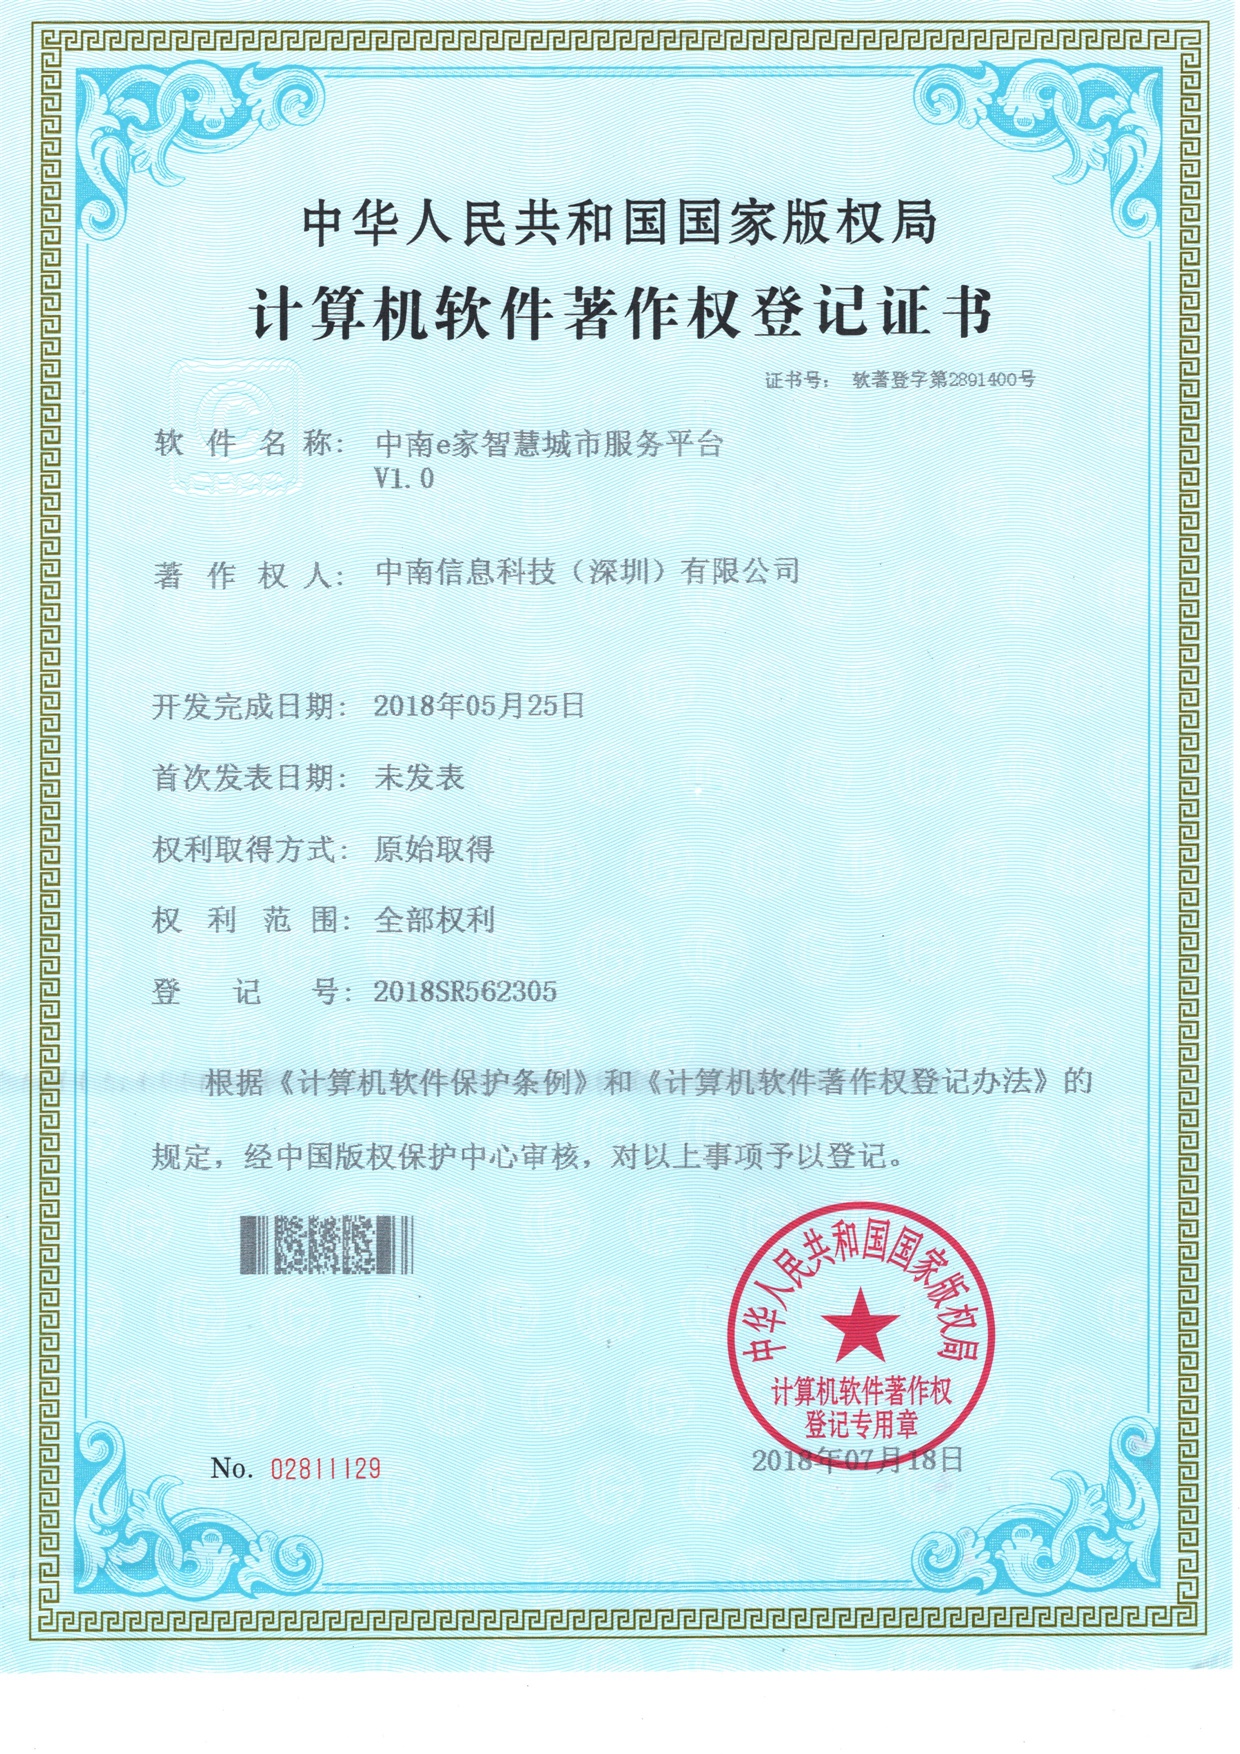 中华人民共和国国家版权局
计算机软件著作权登记证书
证书号： 软著登字第2891400号
软件名称： 中南e家智慧城市服务平台
V1.0
著作权人： 中南信息科技（深圳）有限公司
开发完成日期： 2018年05月25日
首次发表日期： 未发表
权利取得方式： 原始取得
权利范围： 全部权利
登记号： 2018SR562305
根据《计算机软件保护条例》和《计算机软件著作权登记办法》的
规定，经中国版权保护中心审核，对以上事项予以登记。
中华人民共和国国家版权局
计算机软件著作权
登记专用章
2018年07月18日
No. 02811129